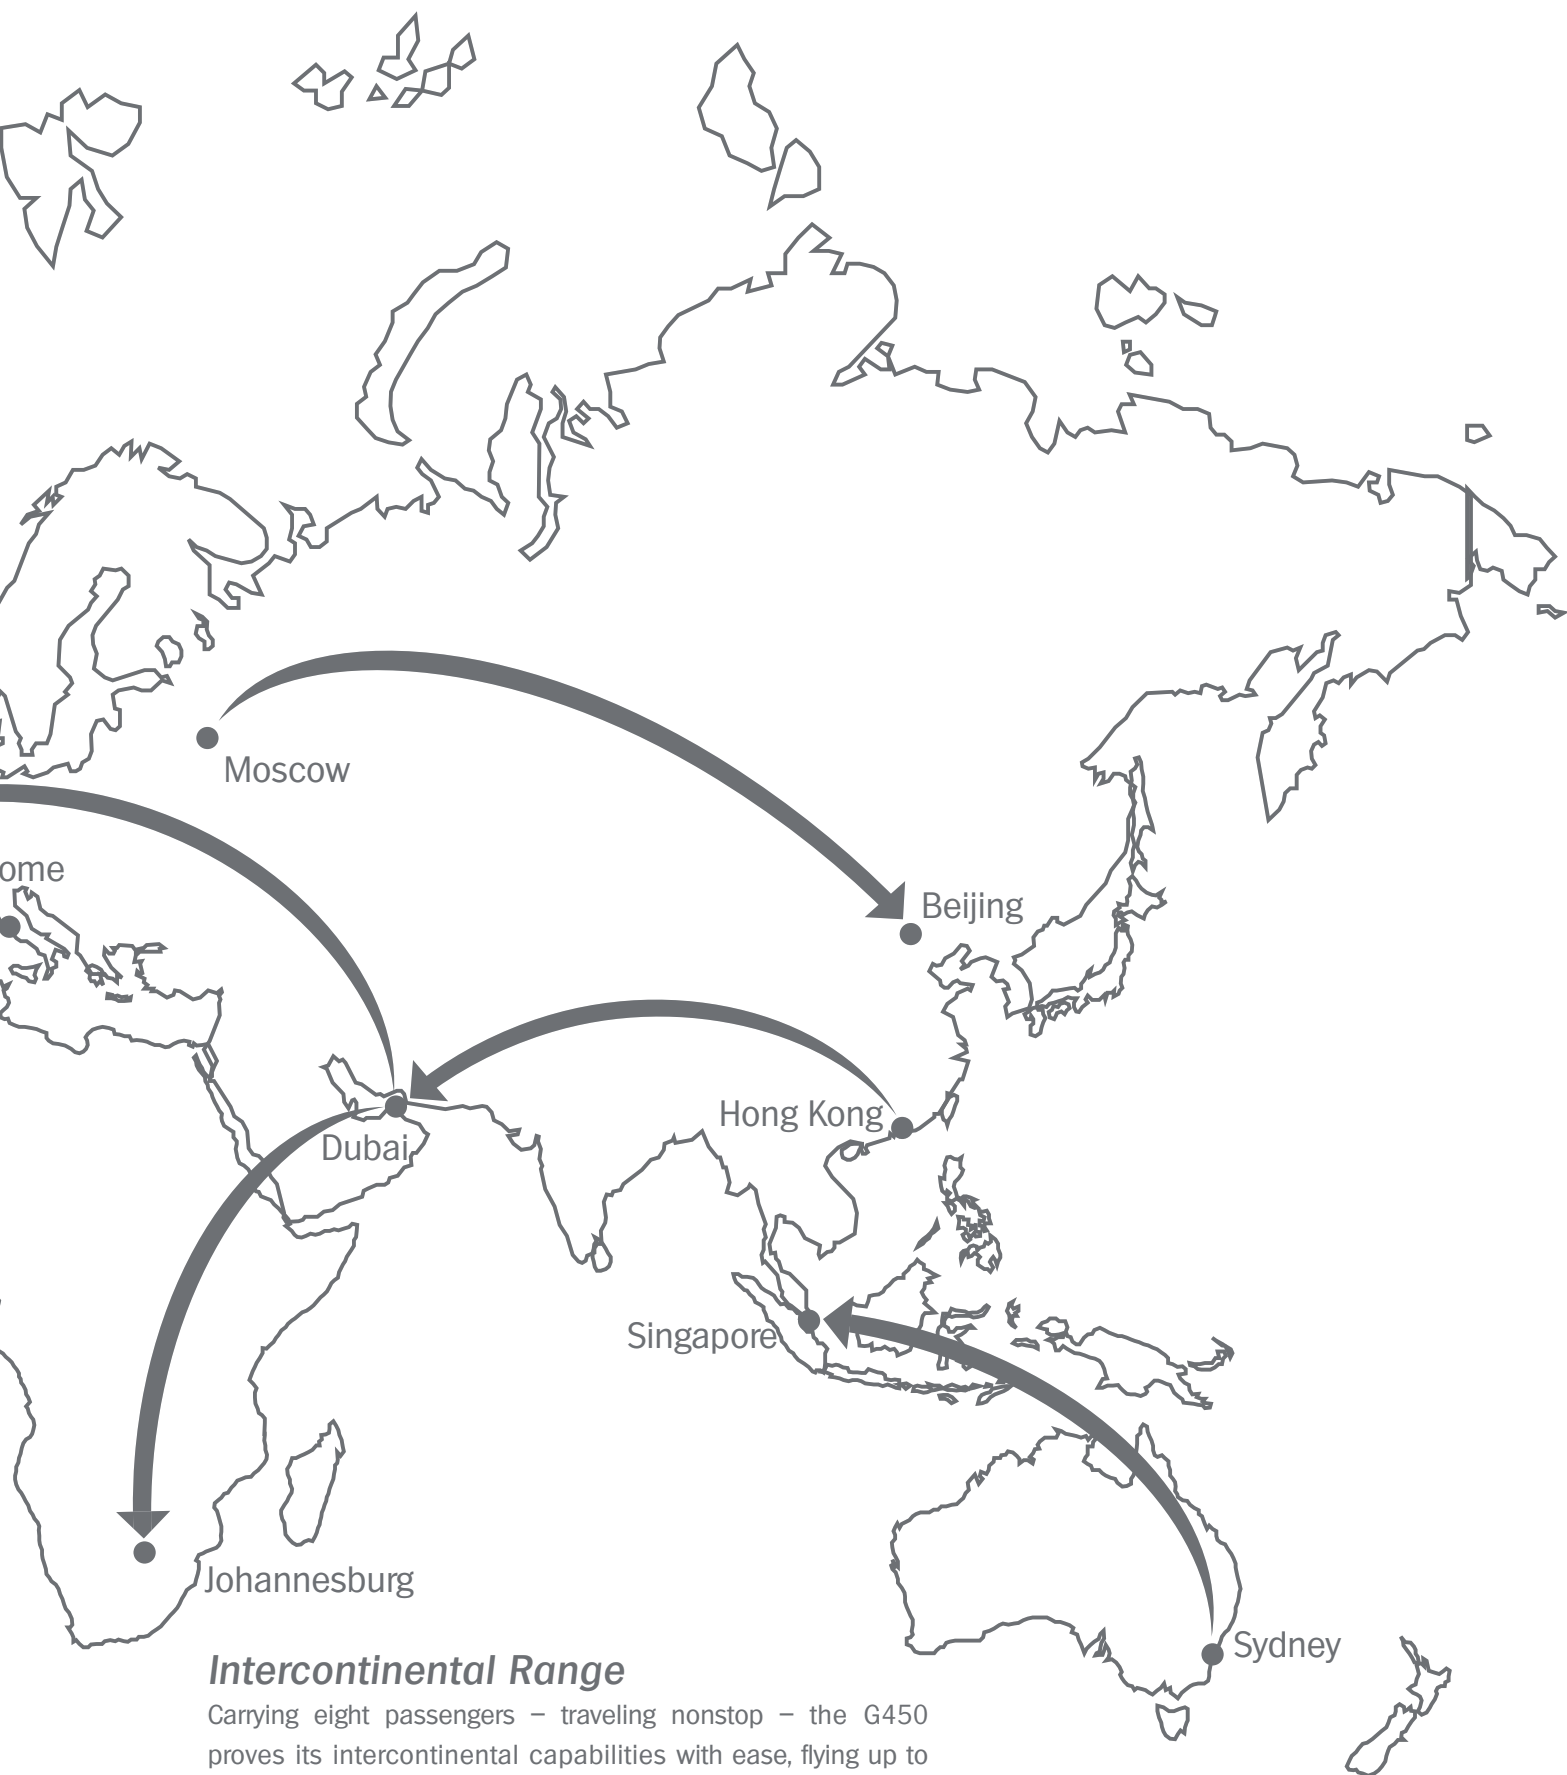 Moscow
ome
Beijing
Hong Kong
Dubai
Singapore
Johannesburg
Sydney
Intercontinental Range
Carrying eight passengers – traveling nonstop – the G450
proves its intercontinental capabilities with ease, flying up to